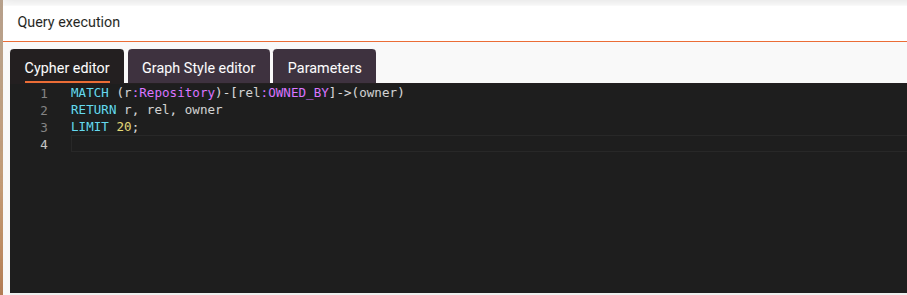 Query execution
Cypher editor Graph Style editor Parameters
1 MATCH (r:Repository)-[rel:OWNED_BY]->(owner)
2 RETURN r, rel, owner
3 LIMIT 20;
4